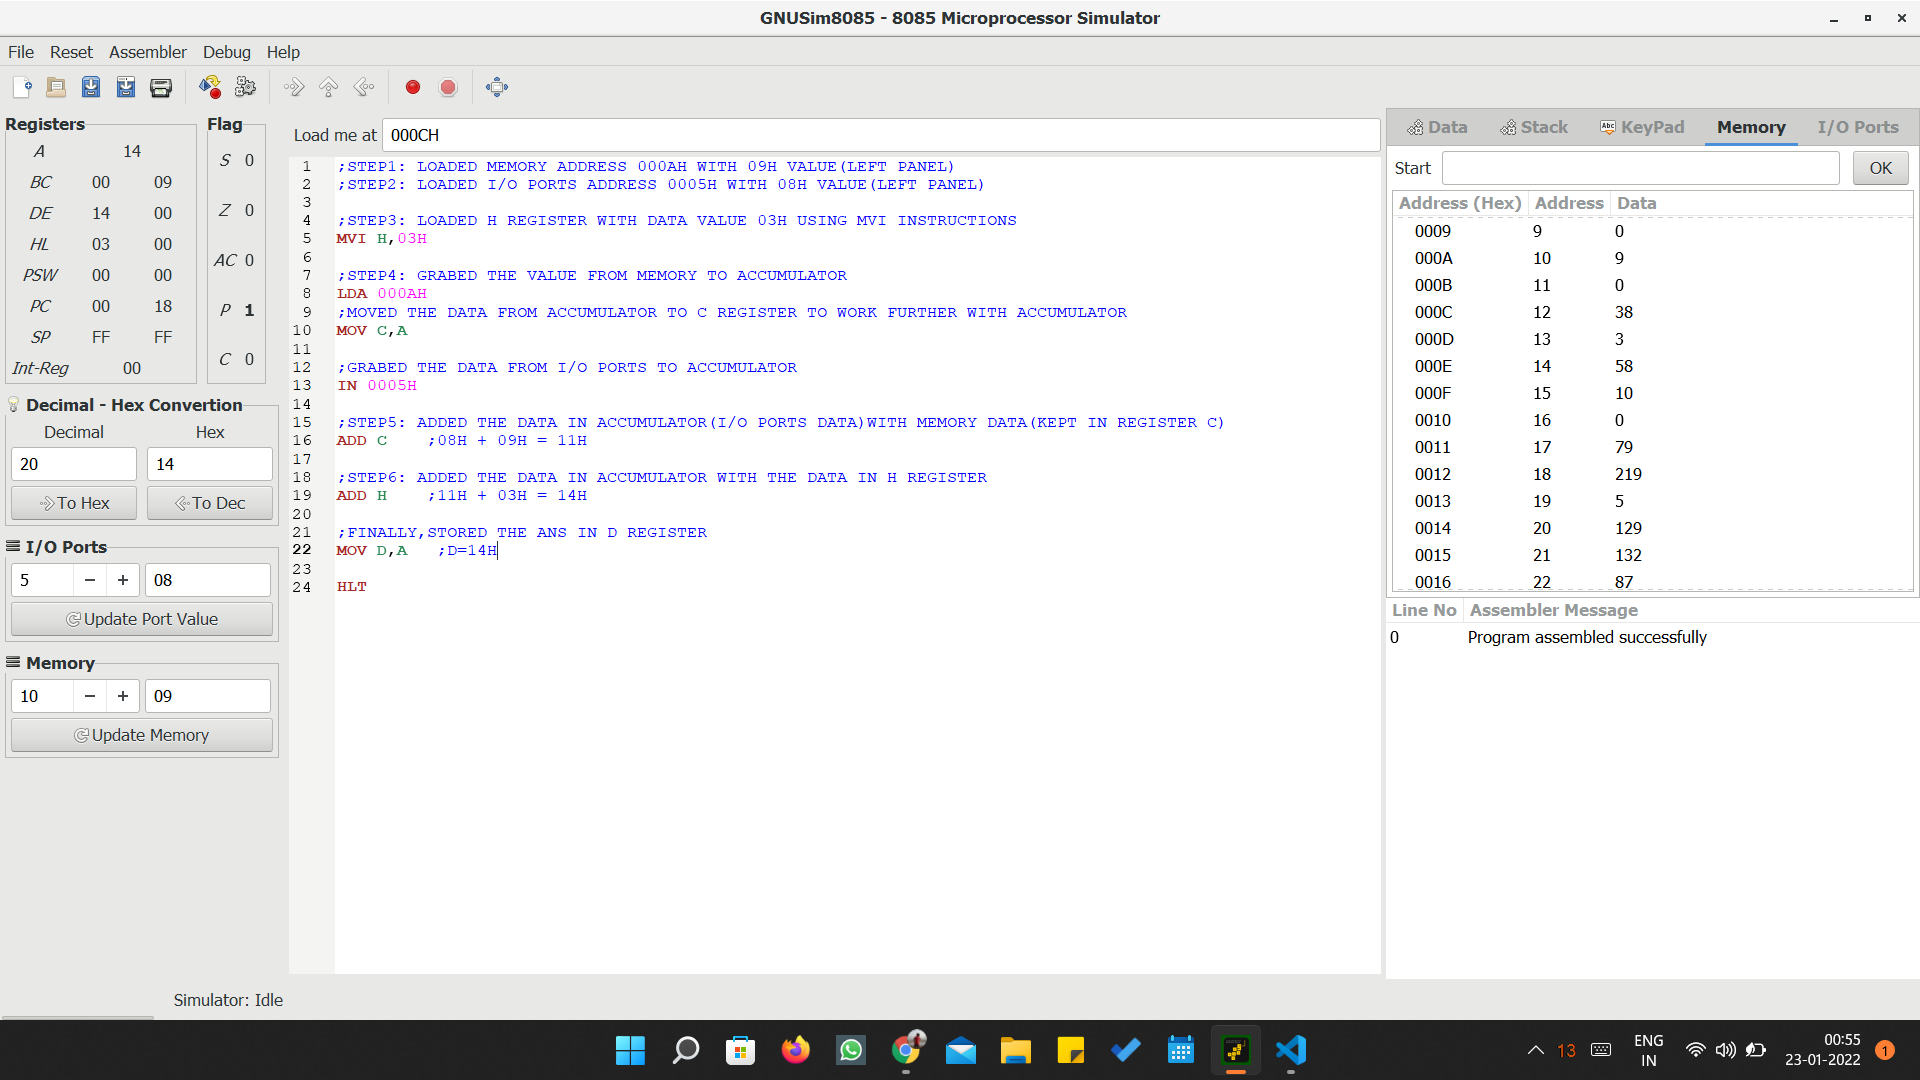 GNUSim8085 - 8085 Microprocessor Simulator
File Reset Assembler Debug Help
Registers
A 14
BC 00 09
DE 14 00
HL 03 00
PSW 00 00
PC 00 18
SP FF FF
Int-Reg 00
Flag
S 0
Z 0
AC 0
P 1
C 0
Decimal - Hex Convertion
Decimal Hex
20 14
To Hex To Dec
I/O Ports
5 − + 08
Update Port Value
Memory
10 − + 09
Update Memory
Load me at 000CH
1 ;STEP1: LOADED MEMORY ADDRESS 000AH WITH 09H VALUE(LEFT PANEL)
2 ;STEP2: LOADED I/O PORTS ADDRESS 0005H WITH 08H VALUE(LEFT PANEL)
3
4 ;STEP3: LOADED H REGISTER WITH DATA VALUE 03H USING MVI INSTRUCTIONS
5 MVI H,03H
6
7 ;STEP4: GRABED THE VALUE FROM MEMORY TO ACCUMULATOR
8 LDA 000AH
9 ;MOVED THE DATA FROM ACCUMULATOR TO C REGISTER TO WORK FURTHER WITH ACCUMULATOR
10 MOV C,A
11
12 ;GRABED THE DATA FROM I/O PORTS TO ACCUMULATOR
13 IN 0005H
14
15 ;STEP5: ADDED THE DATA IN ACCUMULATOR(I/O PORTS DATA)WITH MEMORY DATA(KEPT IN REGISTER C)
16 ADD C ;08H + 09H = 11H
17
18 ;STEP6: ADDED THE DATA IN ACCUMULATOR WITH THE DATA IN H REGISTER
19 ADD H ;11H + 03H = 14H
20
21 ;FINALLY,STORED THE ANS IN D REGISTER
22 MOV D,A ;D=14H
23
24 HLT
Data Stack Abc KeyPad Memory I/O Ports
Start OK
Address (Hex) Address Data
0009 9 0
000A 10 9
000B 11 0
000C 12 38
000D 13 3
000E 14 58
000F 15 10
0010 16 0
0011 17 79
0012 18 219
0013 19 5
0014 20 129
0015 21 132
0016 22 87
Line No Assembler Message
0 Program assembled successfully
Simulator: Idle
13
ENG
IN
00:55
23-01-2022
1